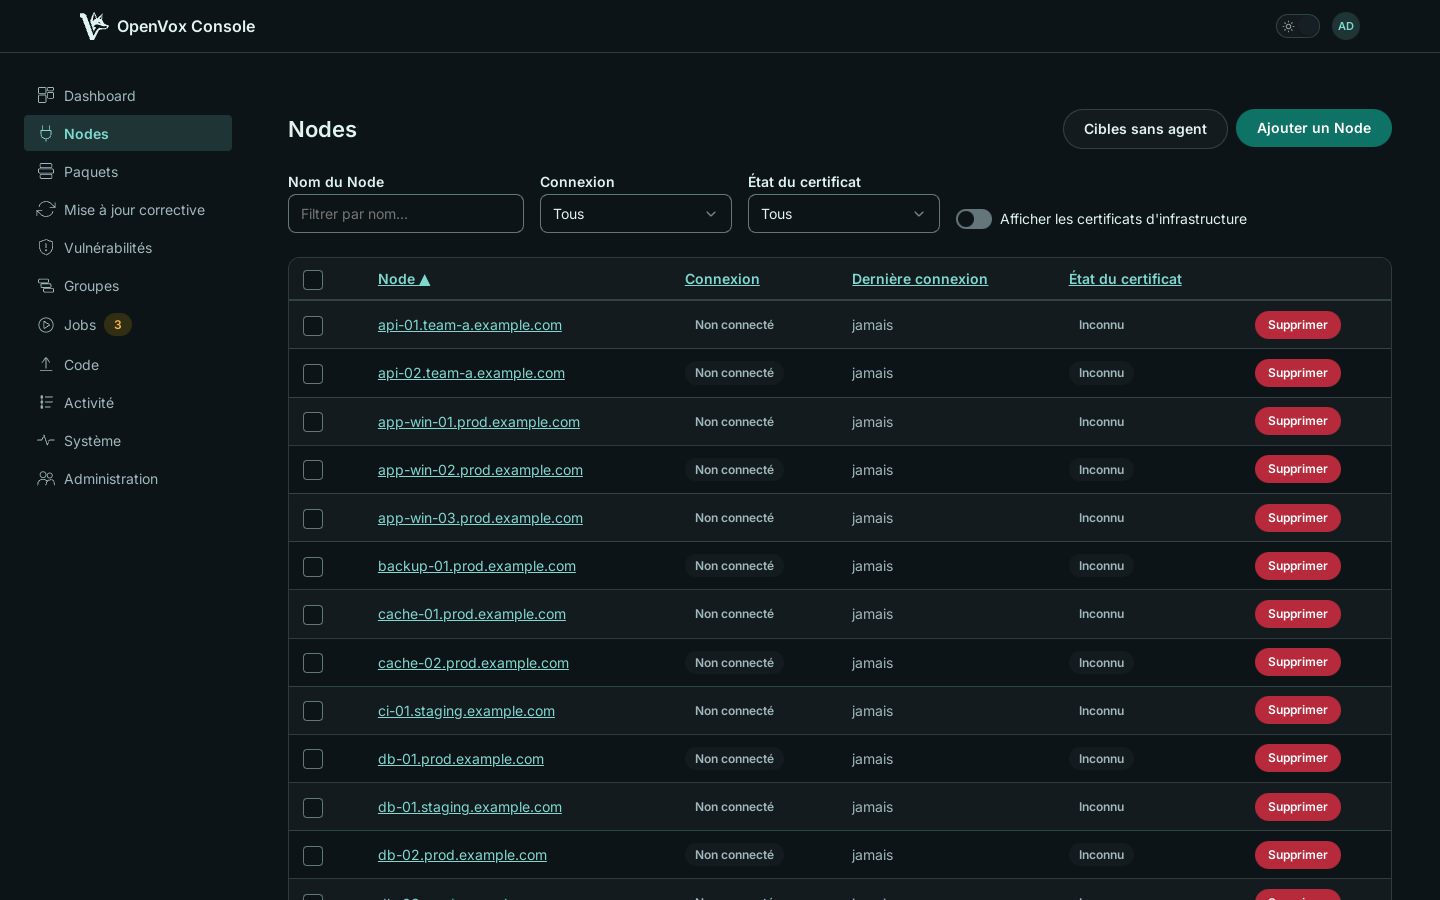 OpenVox Console
AD
Dashboard
Nodes
Paquets
Mise à jour corrective
Vulnérabilités
Groupes
Jobs 3
Code
Activité
Système
Administration
Nodes
Cibles sans agent
Ajouter un Node
Nom du Node
Connexion
État du certificat
Filtrer par nom...
Tous
Tous
Afficher les certificats d'infrastructure
Node ▲ Connexion Dernière connexion État du certificat
api-01.team-a.example.com Non connecté jamais Inconnu Supprimer
api-02.team-a.example.com Non connecté jamais Inconnu Supprimer
app-win-01.prod.example.com Non connecté jamais Inconnu Supprimer
app-win-02.prod.example.com Non connecté jamais Inconnu Supprimer
app-win-03.prod.example.com Non connecté jamais Inconnu Supprimer
backup-01.prod.example.com Non connecté jamais Inconnu Supprimer
cache-01.prod.example.com Non connecté jamais Inconnu Supprimer
cache-02.prod.example.com Non connecté jamais Inconnu Supprimer
ci-01.staging.example.com Non connecté jamais Inconnu Supprimer
db-01.prod.example.com Non connecté jamais Inconnu Supprimer
db-01.staging.example.com Non connecté jamais Inconnu Supprimer
db-02.prod.example.com Non connecté jamais Inconnu Supprimer